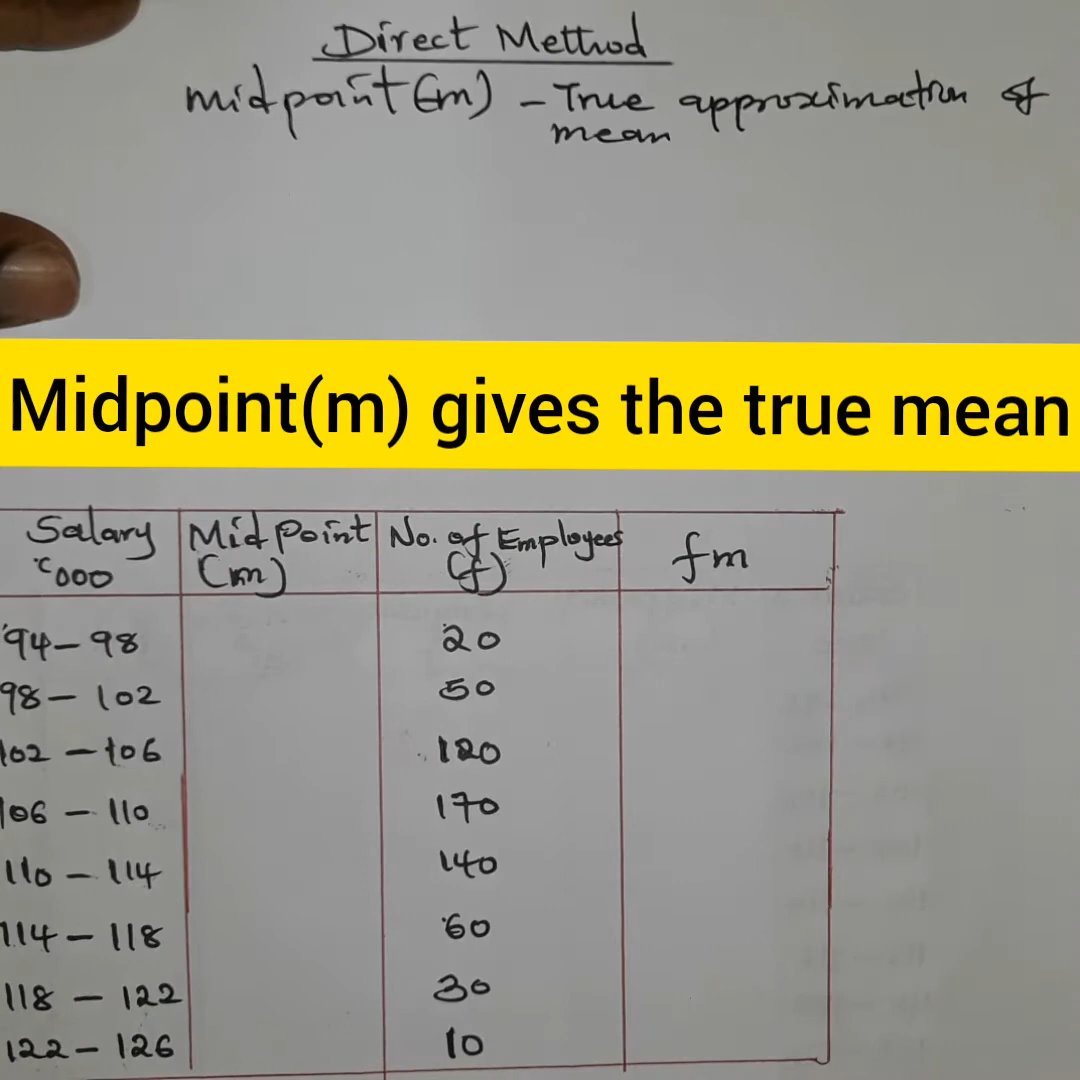 Direct Method
midpoint(m) - True approximation of
mean
Midpoint(m) gives the true mean
Salary Midpoint No. of Employees fm
‘000 (m) (f)
94 - 98 20
98 - 102 50
102 - 106 120
106 - 110 170
110 - 114 140
114 - 118 60
118 - 122 30
122 - 126 10